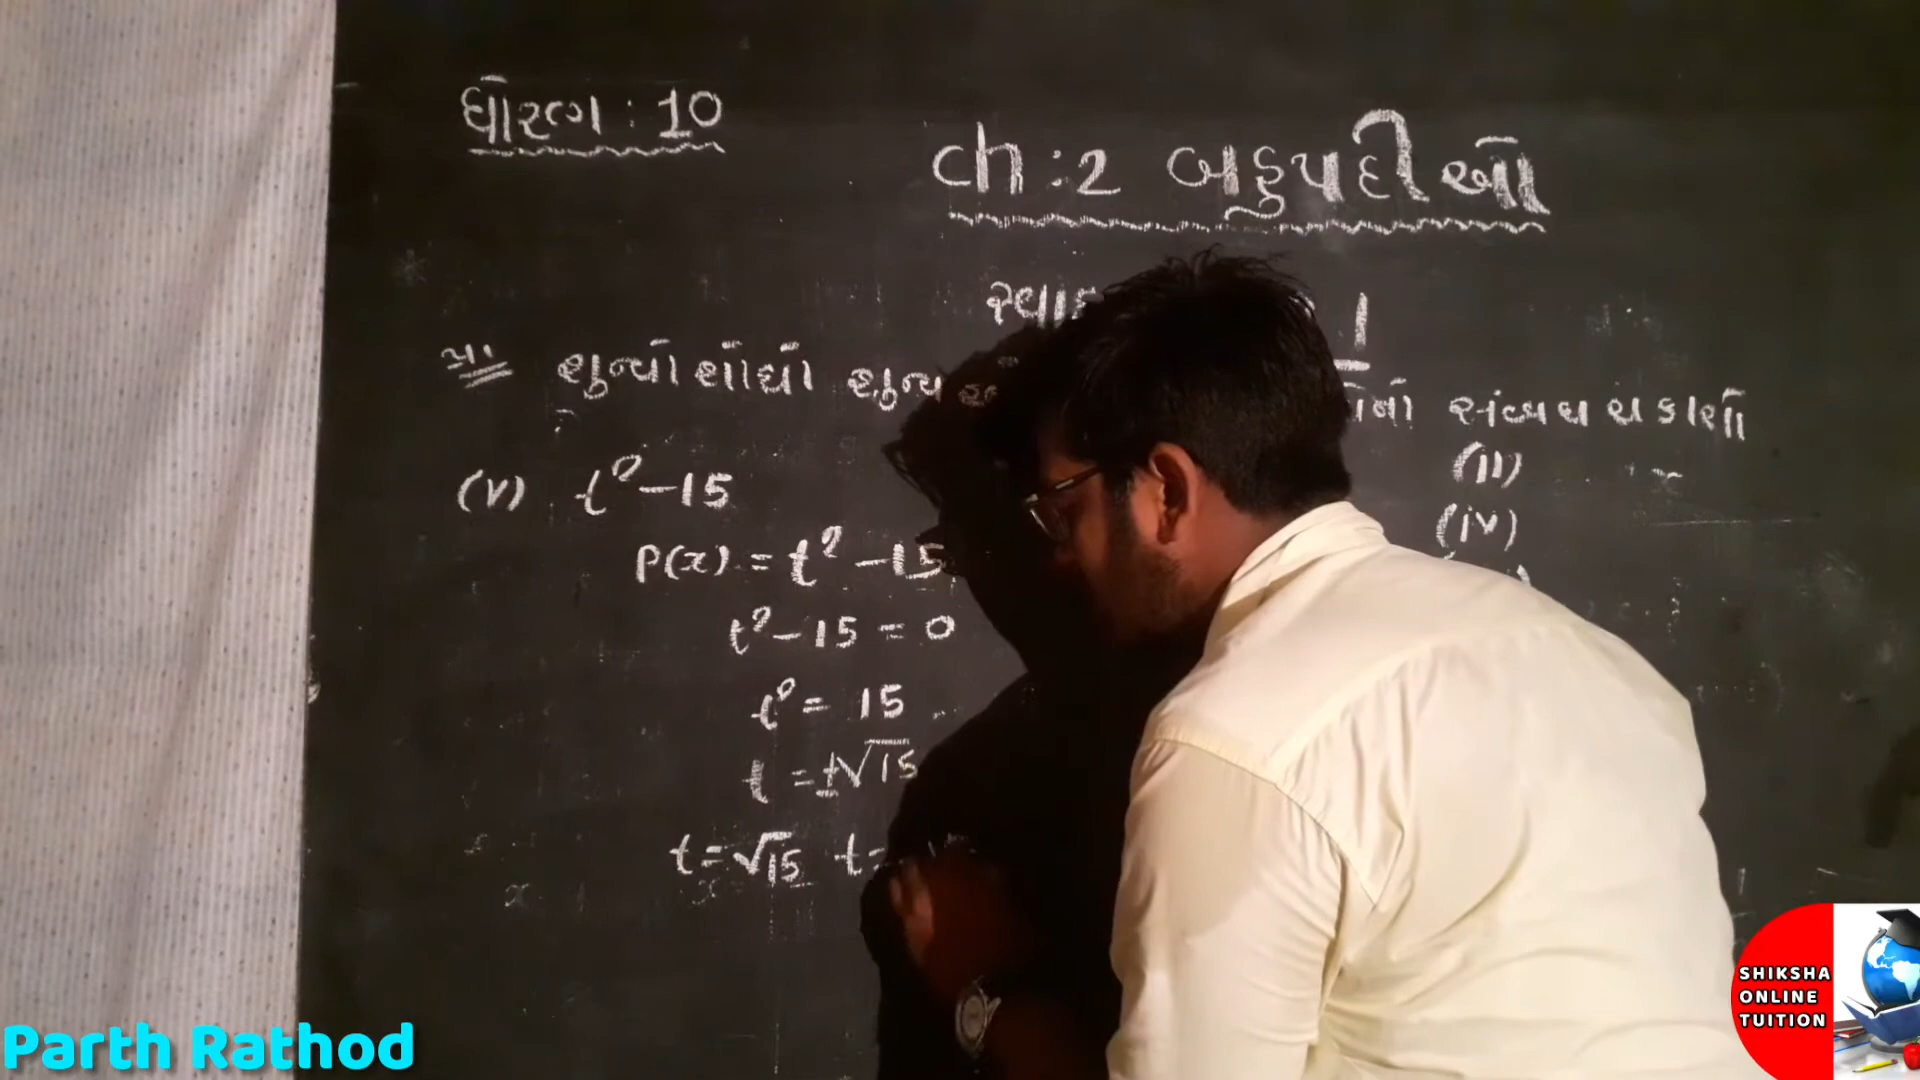 ધોરણ : 10
ch : 2 બહુપદીઓ
1
શુન્યો શોધો શુન્ય
સંબંધ ચકાશો
(II)
(iv)
(v) t² - 15
P(x) = t² - 15
t² - 15 = 0
t² = 15
t = ±√15
t = √15 t =
Parth Rathod
SHIKSHA
ONLINE
TUITION